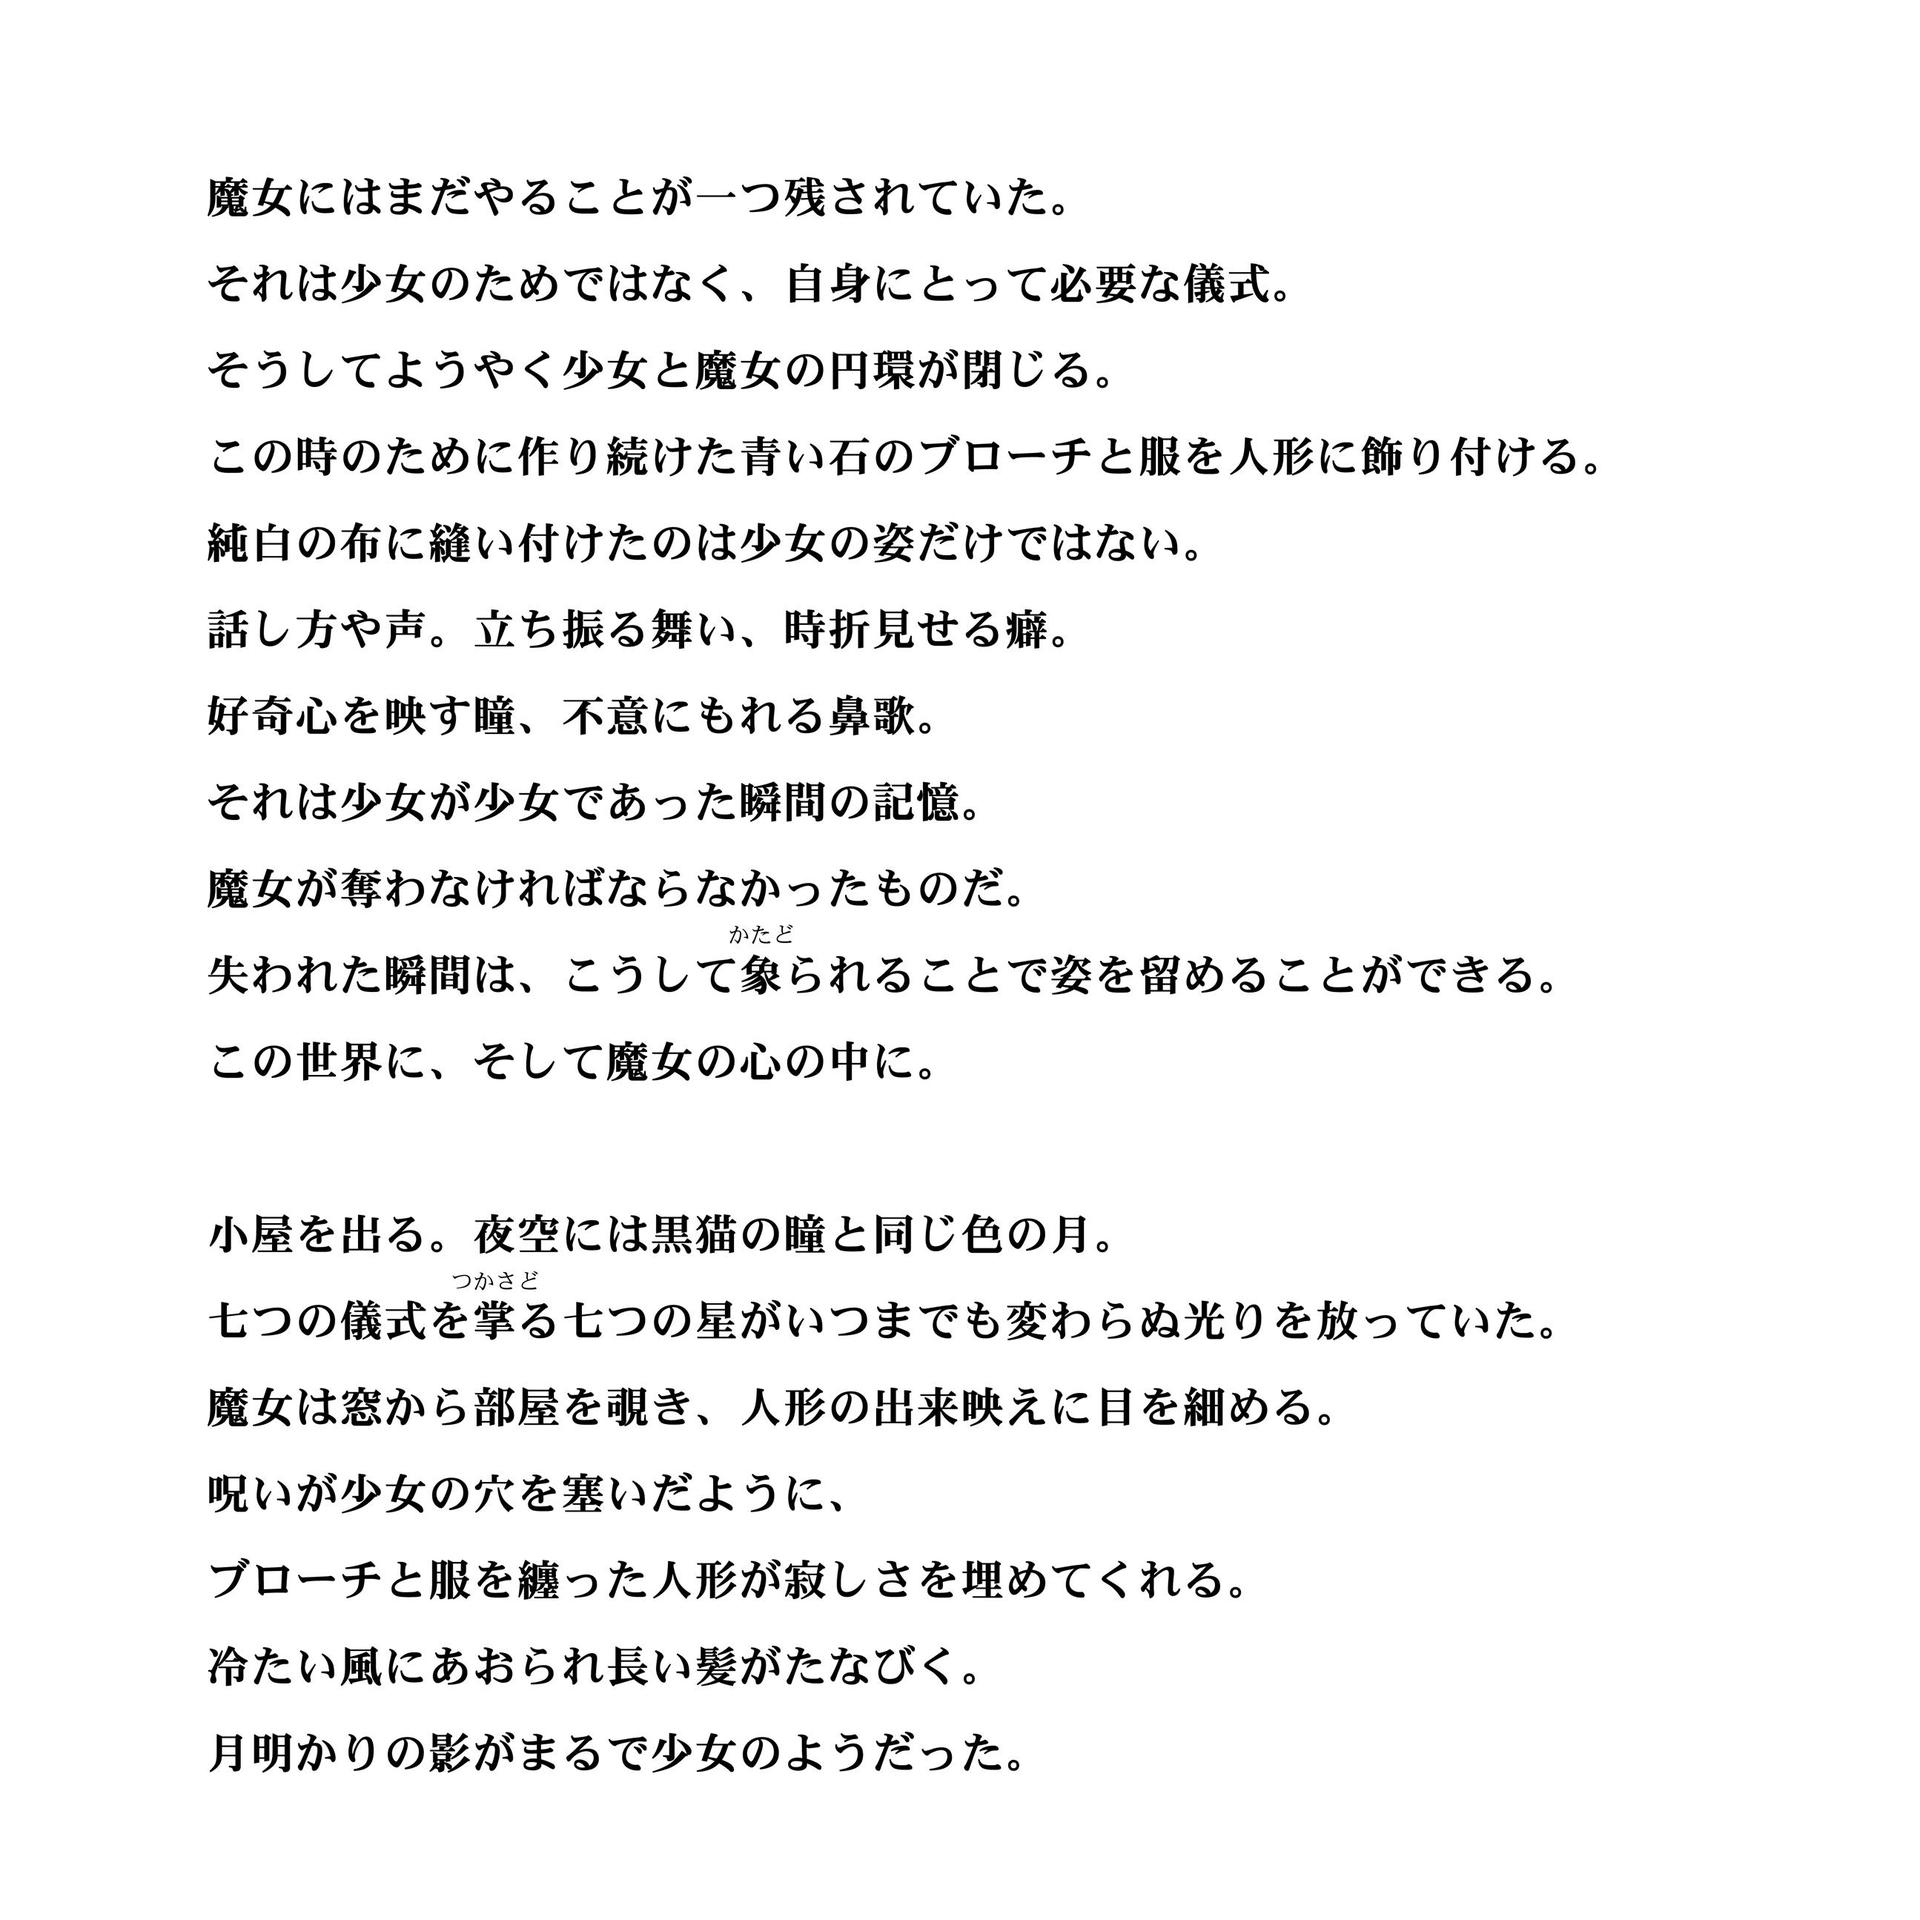 魔女にはまだやることが一つ残されていた。
それは少女のためではなく、自身にとって必要な儀式。
そうしてようやく少女と魔女の円環が閉じる。
この時のために作り続けた青い石のブローチと服を人形に飾り付ける。
純白の布に縫い付けたのは少女の姿だけではない。
話し方や声。立ち振る舞い、時折見せる癖。
好奇心を映す瞳、不意にもれる鼻歌。
それは少女が少女であった瞬間の記憶。
魔女が奪わなければならなかったものだ。
かたど
失われた瞬間は、こうして象られることで姿を留めることができる。
この世界に、そして魔女の心の中に。
小屋を出る。夜空には黒猫の瞳と同じ色の月。
つかさど
七つの儀式を掌る七つの星がいつまでも変わらぬ光りを放っていた。
魔女は窓から部屋を覗き、人形の出来映えに目を細める。
呪いが少女の穴を塞いだように、
ブローチと服を纏った人形が寂しさを埋めてくれる。
冷たい風にあおられ長い髪がたなびく。
月明かりの影がまるで少女のようだった。